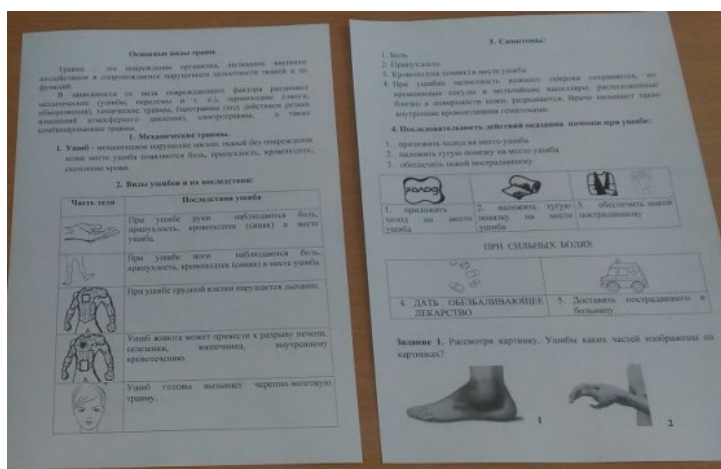 Основные виды травм.
Травма – это повреждение организма, вызванное внешним
воздействием и сопровождаемое нарушением целостности тканей и их
функций.
В зависимости от вида повреждающего фактора различают
механические (ушибы, переломы и т. п.), термические (ожоги,
обморожения), химические травмы, баротравмы (под действием резких
изменений атмосферного давления), электротравмы, а также
комбинированные травмы.
1. Механические травмы.
1. Ушиб - механическое нарушение мягких тканей без повреждения
кожи место ушиба появляются боль, припухлость, кровоподтек,
скопление крови.
2. Виды ушибов и их последствия:
Часть тела Последствия ушиба
При ушибе руки наблюдаются боль,
припухлость, кровоподтек (синяк) в месте
ушиба.
При ушибе ноги наблюдаются боль,
припухлость, кровоподтек (синяк) в месте ушиба.
При ушибе грудной клетки нарушается дыхание.
Ушиб живота может привести к разрыву печени,
селезенки, кишечника, внутреннему
кровотечению.
Ушиб головы вызывает черепно-мозговую
травму.
3. Симптомы:
1. Боль
2. Припухлость
3. Кровоподтек (синяк) в месте ушиба
4. При ушибах целостность кожного покрова сохраняется, но
кровеносные сосуды и мельчайшие капилляры, расположенные
близко к поверхности кожи, разрываются. Врачи называют такие
внутренние кровоизлияния гематомами.
4. Последовательность действий оказания помощи при ушибе:
1. приложить холод на место ушиба
2. наложить тугую повязку на место ушиба
3. обеспечить покой пострадавшему
ХОЛОД
1. приложить
холод на место
ушиба
2. наложить тугую
повязку на место
ушиба
3. обеспечить покой
пострадавшему
ПРИ СИЛЬНЫХ БОЛЯХ
4. ДАТЬ ОБЕЗБАЛИВАЮЩЕЕ
ЛЕКАРСТВО
5. Доставить пострадавшего в
больницу.
Задание 1. Рассмотри картинку. Ушибы каких частей изображены на
картинках?
1
2